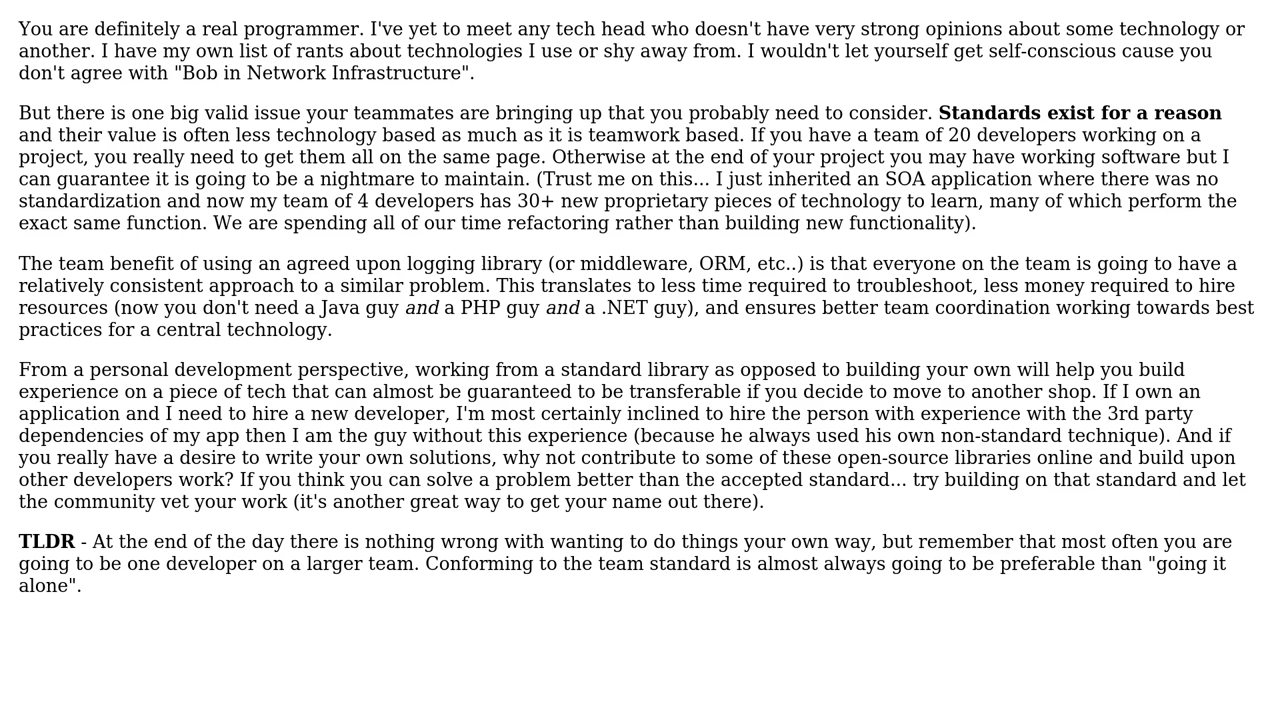 You are definitely a real programmer. I've yet to meet any tech head who doesn't have very strong opinions about some technology or
another. I have my own list of rants about technologies I use or shy away from. I wouldn't let yourself get self-conscious cause you
don't agree with "Bob in Network Infrastructure".
But there is one big valid issue your teammates are bringing up that you probably need to consider. Standards exist for a reason
and their value is often less technology based as much as it is teamwork based. If you have a team of 20 developers working on a
project, you really need to get them all on the same page. Otherwise at the end of your project you may have working software but I
can guarantee it is going to be a nightmare to maintain. (Trust me on this... I just inherited an SOA application where there was no
standardization and now my team of 4 developers has 30+ new proprietary pieces of technology to learn, many of which perform the
exact same function. We are spending all of our time refactoring rather than building new functionality).
The team benefit of using an agreed upon logging library (or middleware, ORM, etc..) is that everyone on the team is going to have a
relatively consistent approach to a similar problem. This translates to less time required to troubleshoot, less money required to hire
resources (now you don't need a Java guy and a PHP guy and a .NET guy), and ensures better team coordination working towards best
practices for a central technology.
From a personal development perspective, working from a standard library as opposed to building your own will help you build
experience on a piece of tech that can almost be guaranteed to be transferable if you decide to move to another shop. If I own an
application and I need to hire a new developer, I'm most certainly inclined to hire the person with experience with the 3rd party
dependencies of my app then I am the guy without this experience (because he always used his own non-standard technique). And if
you really have a desire to write your own solutions, why not contribute to some of these open-source libraries online and build upon
other developers work? If you think you can solve a problem better than the accepted standard... try building on that standard and let
the community vet your work (it's another great way to get your name out there).
TLDR - At the end of the day there is nothing wrong with wanting to do things your own way, but remember that most often you are
going to be one developer on a larger team. Conforming to the team standard is almost always going to be preferable than "going it
alone".